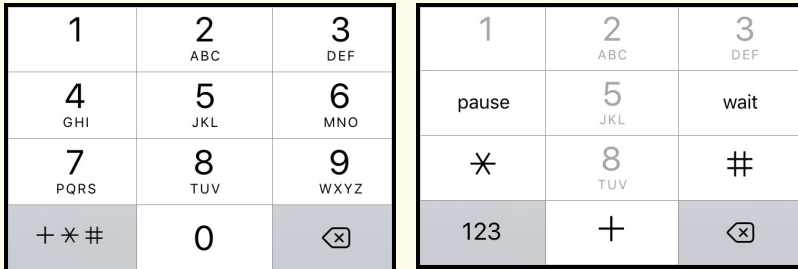 1 2 3
ABC DEF
4 5 6
GHI JKL MNO
7 8 9
PQRS TUV WXYZ
+*# 0
1 2 3
ABC DEF
pause 5 wait
JKL
* 8 #
TUV
123 +